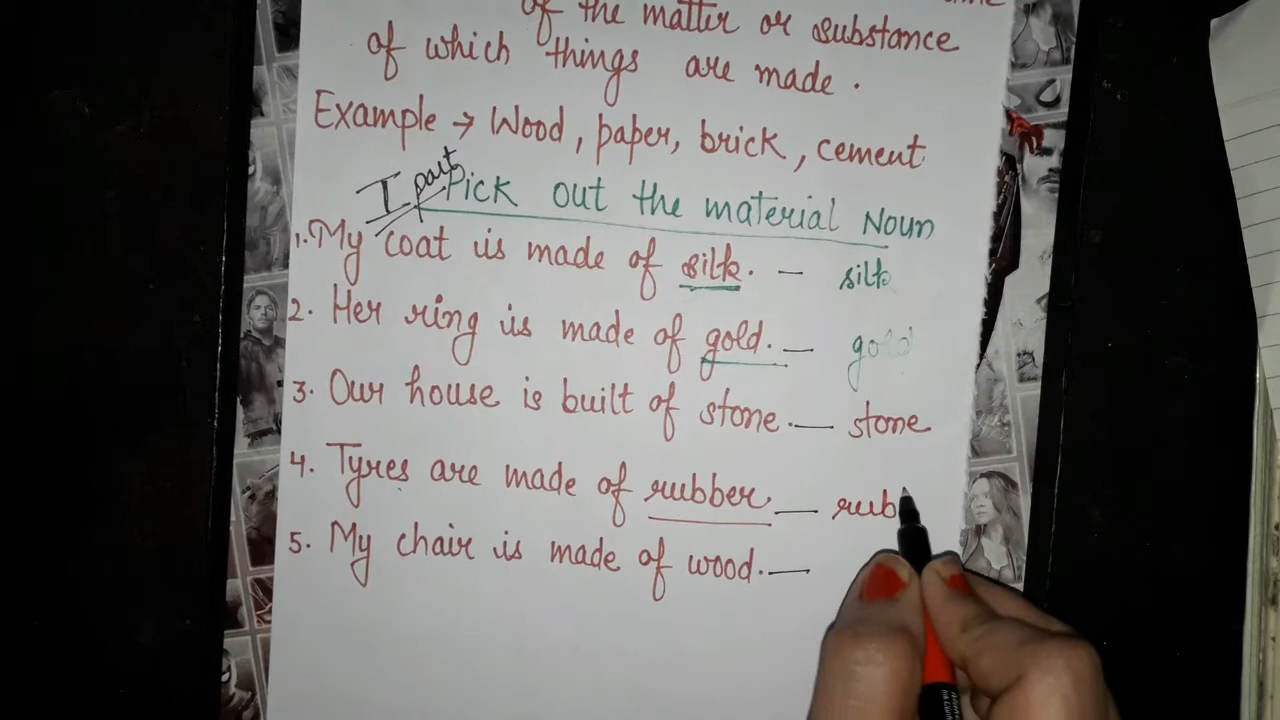 of the matter or substance
of which things are made.
Example → Wood, paper, brick, cement
I part Pick out the material Noun
1. My coat is made of silk. — silk
2. Her ring is made of gold. — gold
3. Our house is built of stone. — stone
4. Tyres are made of rubber — rub
5. My chair is made of wood. —